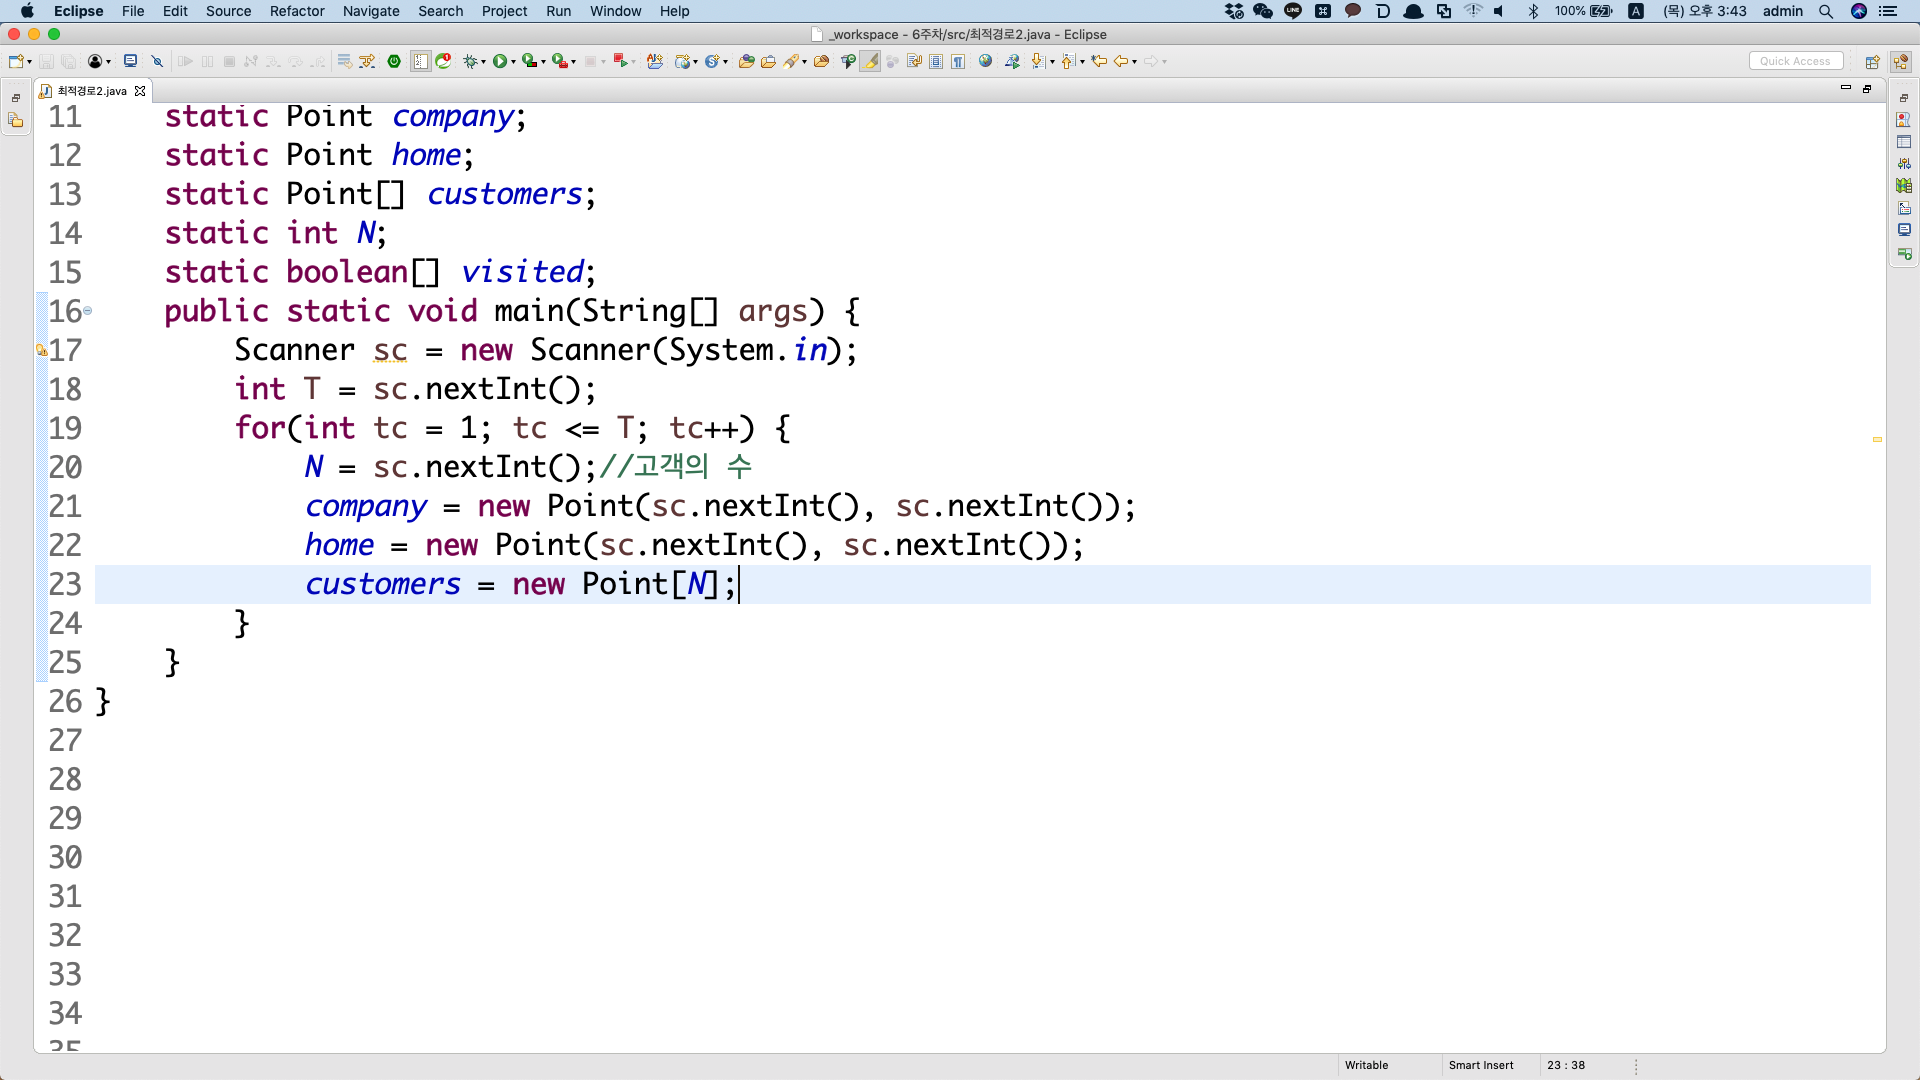 Eclipse File Edit Source Refactor Navigate Search Project Run Window Help 100% A (목) 오후 3:43 admin
_workspace - 6주차/src/최적경로2.java - Eclipse
Quick Access
최적경로2.java
11 static Point company;
12 static Point home;
13 static Point[] customers;
14 static int N;
15 static boolean[] visited;
16 public static void main(String[] args) {
17 Scanner sc = new Scanner(System.in);
18 int T = sc.nextInt();
19 for(int tc = 1; tc <= T; tc++) {
20 N = sc.nextInt();//고객의 수
21 company = new Point(sc.nextInt(), sc.nextInt());
22 home = new Point(sc.nextInt(), sc.nextInt());
23 customers = new Point[N];
24 }
25 }
26 }
27
28
29
30
31
32
33
34
35
Writable Smart Insert 23 : 38